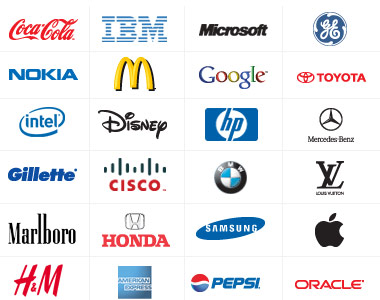 Coca-Cola
IBM
Microsoft
GE
NOKIA
M
Google
TOYOTA
intel
Disney
hp
Mercedes-Benz
Gillette
CISCO
BMW
LV
LOUIS VUITTON
Marlboro
HONDA
SAMSUNG
H&M
AMERICAN
EXPRESS
PEPSI
ORACLE